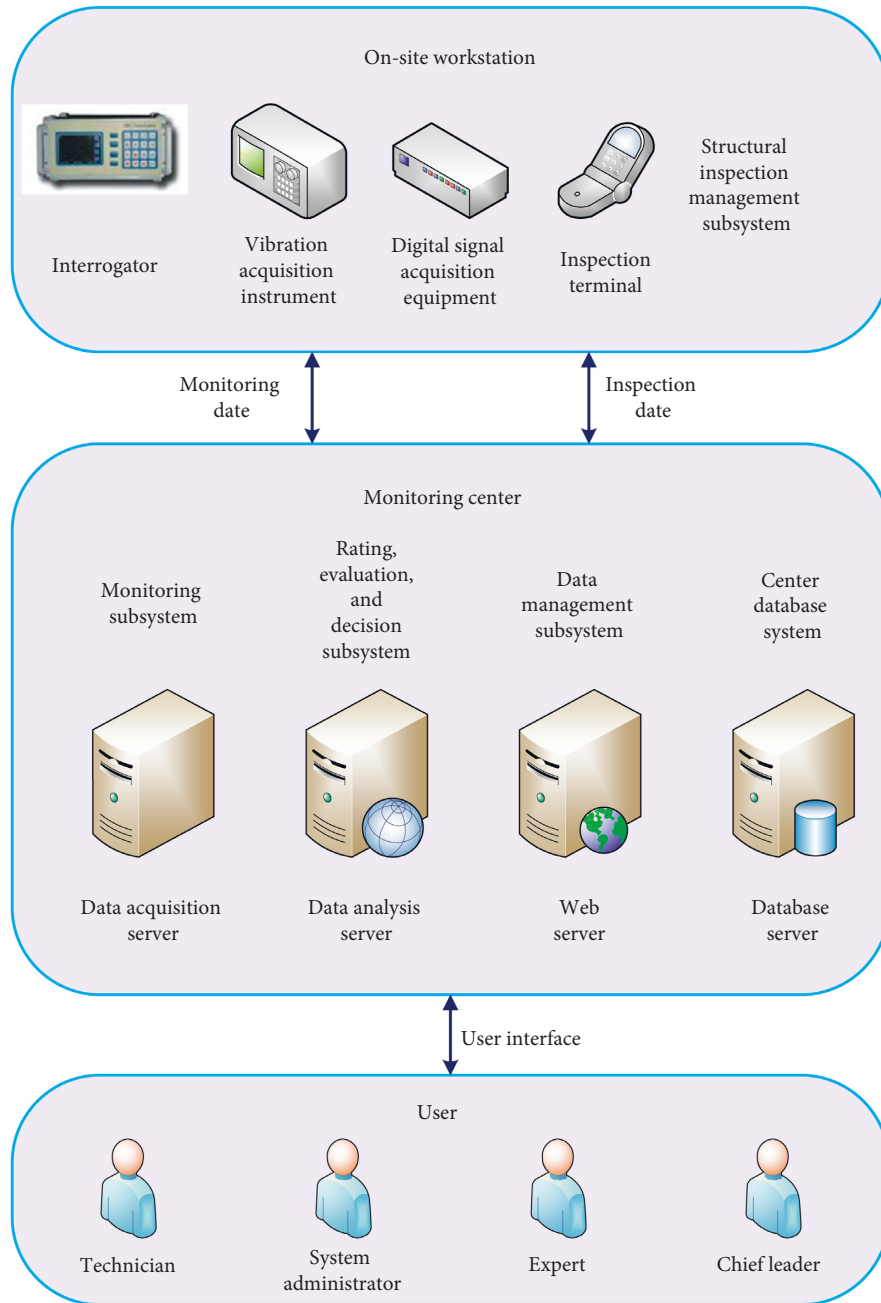 On-site workstation
Interrogator
Vibration
acquisition
instrument
Digital signal
acquisition
equipment
Inspection
terminal
Structural
inspection
management
subsystem
Monitoring
date
Inspection
date
Monitoring center
Monitoring
subsystem
Rating,
evaluation,
and
decision
subsystem
Data
management
subsystem
Center
database
system
Data acquisition
server
Data analysis
server
Web
server
Database
server
User interface
User
Technician
System
administrator
Expert
Chief leader